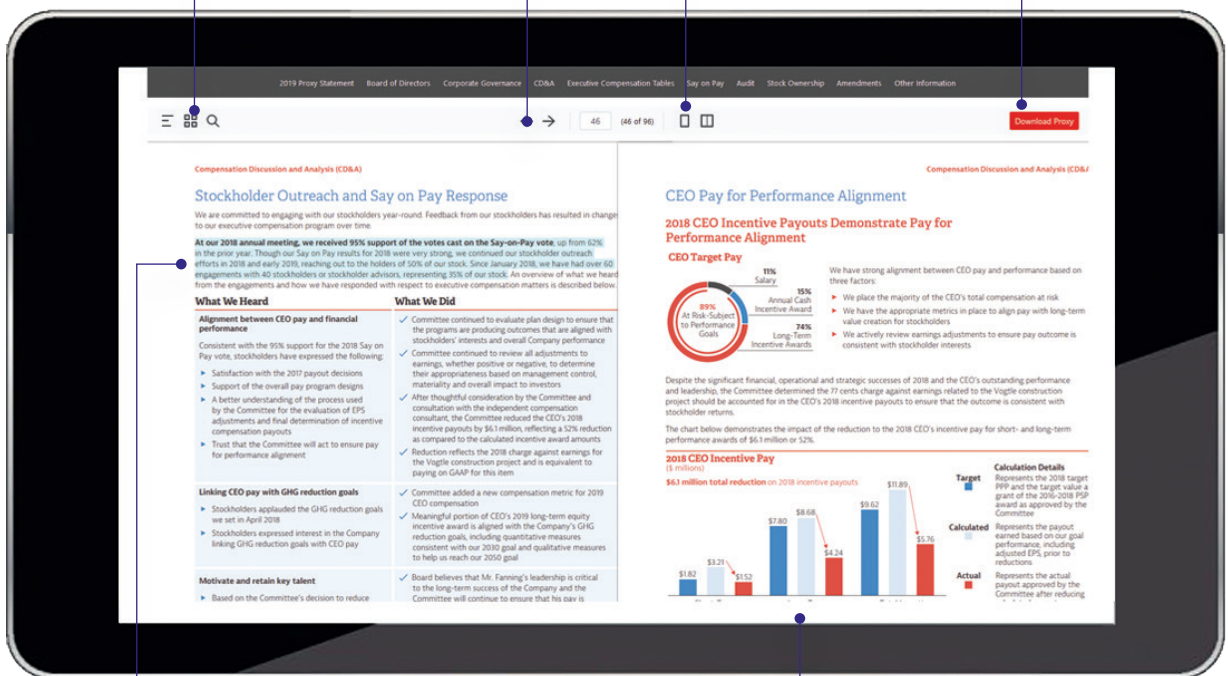 2019 Proxy Statement Board of Directors Corporate Governance CD&A Executive Compensation Tables Say on Pay Audit Stock Ownership Amendments Other Information
46 (46 of 96)
Download Proxy
Compensation Discussion and Analysis (CD&A)
Stockholder Outreach and Say on Pay Response
We are committed to engaging with our stockholders year-round. Feedback from our stockholders has resulted in change
to our executive compensation program over time.
At our 2018 annual meeting, we received 95% support of the votes cast on the Say-on-Pay vote, up from 62%
in the prior year. Though our Say on Pay results for 2018 were very strong, we continued our stockholder outreach
efforts in 2018 and early 2019, reaching out to the holders of 50% of our stock. Since January 2018, we have had over 60
engagements with 40 stockholders or stockholder advisors, representing 35% of our stock. An overview of what we heard
from the engagements and how we have responded with respect to executive compensation matters is described below.
What We Heard
Alignment between CEO pay and financial
performance
Consistent with the 95% support for the 2018 Say on
Pay vote, stockholders have expressed the following:
Satisfaction with the 2017 payout decisions
Support of the overall pay program designs
A better understanding of the process used
by the Committee for the evaluation of EPS
adjustments and final determination of incentive
compensation payouts
Trust that the Committee will act to ensure pay
for performance alignment
What We Did
Committee continued to evaluate plan design to ensure that
the programs are producing outcomes that are aligned with
stockholders' interests and overall Company performance
Committee continued to review all adjustments to
earnings, whether positive or negative, to determine
their appropriateness based on management control,
materiality and overall impact to investors
After thoughtful consideration by the Committee and
consultation with the independent compensation
consultant, the Committee reduced the CEO's 2018
incentive payouts by $6.1 million, reflecting a 52% reduction
as compared to the calculated incentive award amounts
Reduction reflects the 2018 charge against earnings for
the Vogtle construction project and is equivalent to
paying on GAAP for this item
Linking CEO pay with GHG reduction goals
Stockholders applauded the GHG reduction goals
we set in April 2018
Stockholders expressed interest in the Company
linking GHG reduction goals with CEO pay
Committee added a new compensation metric for 2019
CEO compensation
Meaningful portion of CEO's 2019 long-term equity
incentive award is aligned with the Company's GHG
reduction goals, including quantitative measures
consistent with our 2030 goal and qualitative measures
to help us reach our 2050 goal
Motivate and retain key talent
Based on the Committee's decision to reduce
Board believes that Mr. Fanning's leadership is critical
to the long-term success of the Company and the
Committee will continue to ensure that his pay is
Compensation Discussion and Analysis (CD&A
CEO Pay for Performance Alignment
2018 CEO Incentive Payouts Demonstrate Pay for
Performance Alignment
CEO Target Pay
89%
At Risk-Subject
to Performance
Goals
11%
Salary
15%
Annual Cash
Incentive Award
74%
Long-Term
Incentive Awards
We have strong alignment between CEO pay and performance based on
three factors:
We place the majority of the CEO's total compensation at risk
We have the appropriate metrics in place to align pay with long-term
value creation for stockholders
We actively review earnings adjustments to ensure pay outcome is
consistent with stockholder interests
Despite the significant financial, operational and strategic successes of 2018 and the CEO's outstanding performance
and leadership, the Committee determined the 77 cents charge against earnings related to the Vogtle construction
project should be accounted for in the CEO's 2018 incentive payouts to ensure that the outcome is consistent with
stockholder returns.
The chart below demonstrates the impact of the reduction to the 2018 CEO's incentive pay for short- and long-term
performance awards of $6.1 million or 52%.
2018 CEO Incentive Pay
($ millions)
$6.1 million total reduction on 2018 incentive payouts
$1.82
$3.21
$1.52
$7.80
$8.68
$4.24
$9.62
$11.89
$5.76
Calculation Details
Target
Represents the 2018 target
PPP and the target value a
grant of the 2016-2018 PSP
award as approved by the
Committee
Calculated
Represents the payout
earned based on our goal
performance, including
adjusted EPS, prior to
reductions
Actual
Represents the actual
payout approved by the
Committee after reducing